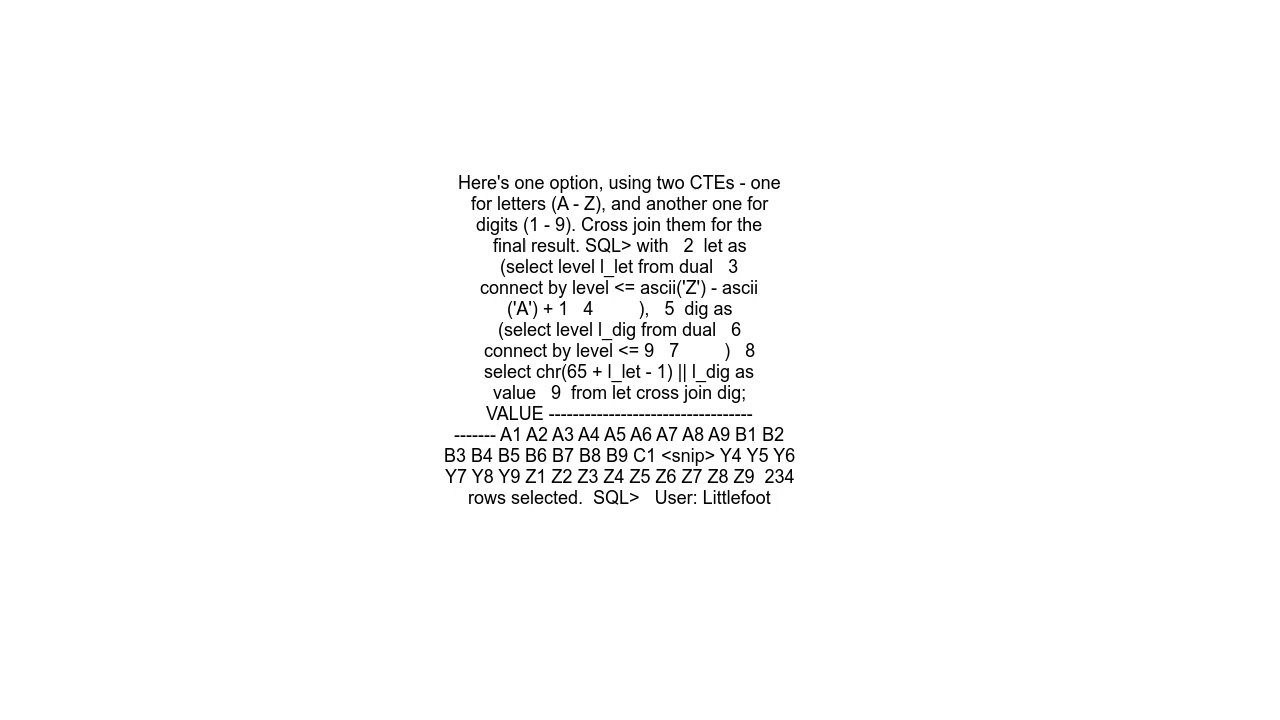 Here's one option, using two CTEs - one
for letters (A - Z), and another one for
digits (1 - 9). Cross join them for the
final result. SQL> with   2  let as
(select level l_let from dual   3
connect by level <= ascii('Z') - ascii
('A') + 1   4         ),   5  dig as
(select level l_dig from dual   6
connect by level <= 9   7         )   8
select chr(65 + l_let - 1) || l_dig as
value   9  from let cross join dig;
VALUE ----------------------------------
------- A1 A2 A3 A4 A5 A6 A7 A8 A9 B1 B2
B3 B4 B5 B6 B7 B8 B9 C1 <snip> Y4 Y5 Y6
Y7 Y8 Y9 Z1 Z2 Z3 Z4 Z5 Z6 Z7 Z8 Z9  234
rows selected.  SQL>   User: Littlefoot